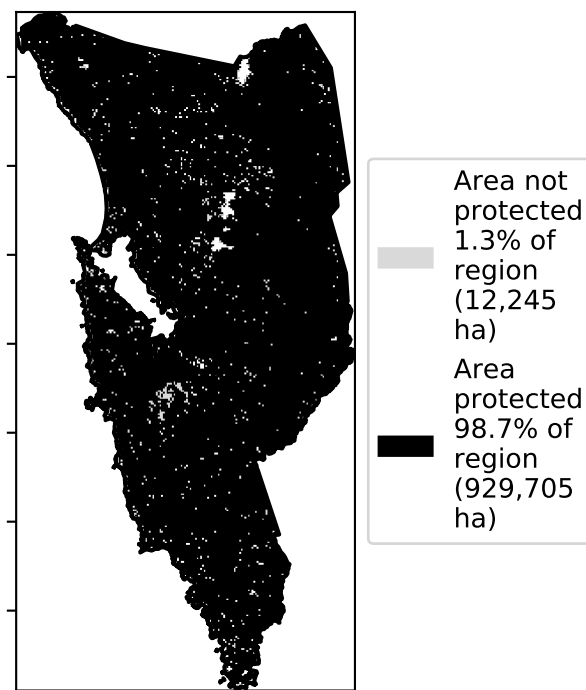 Area not
protected
1.3% of
region
(12,245
ha)
Area
protected
98.7% of
region
(929,705
ha)